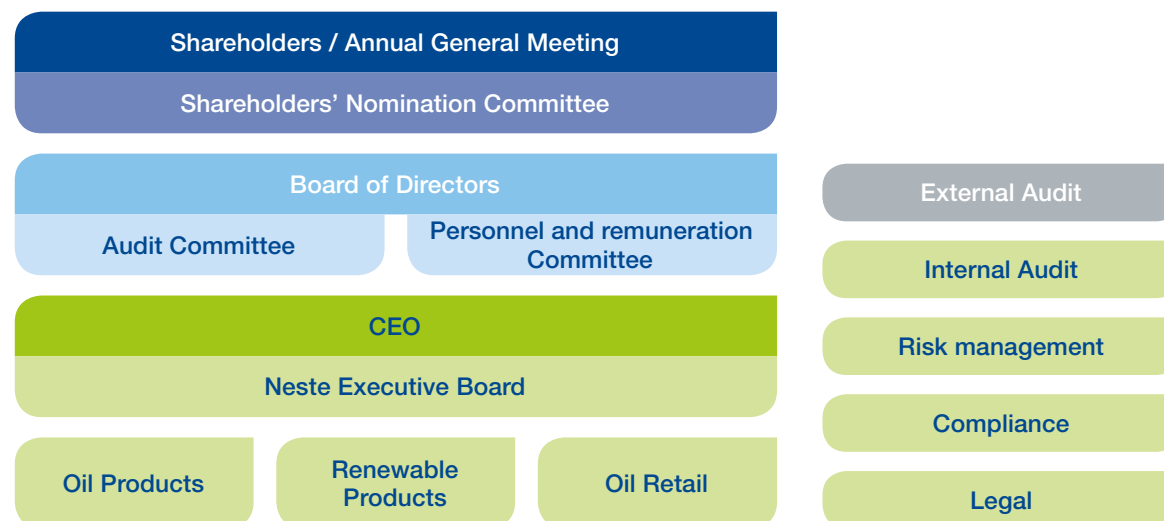 Shareholders / Annual General Meeting
Shareholders’ Nomination Committee
Board of Directors
Audit Committee
Personnel and remuneration
Committee
CEO
Neste Executive Board
Oil Products
Renewable
Products
Oil Retail
External Audit
Internal Audit
Risk management
Compliance
Legal